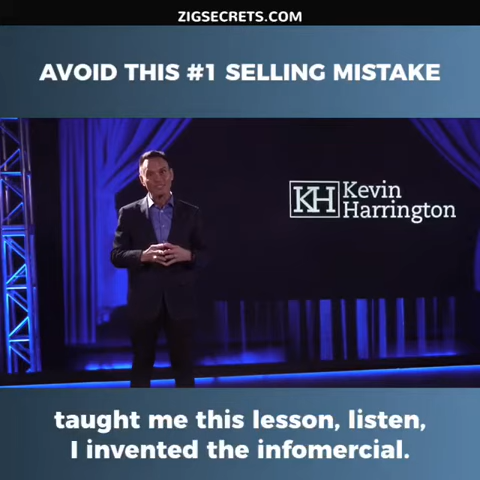 ZIGSECRETS.COM
AVOID THIS #1 SELLING MISTAKE
KH
Kevin
Harrington
taught me this lesson, listen,
I invented the infomercial.